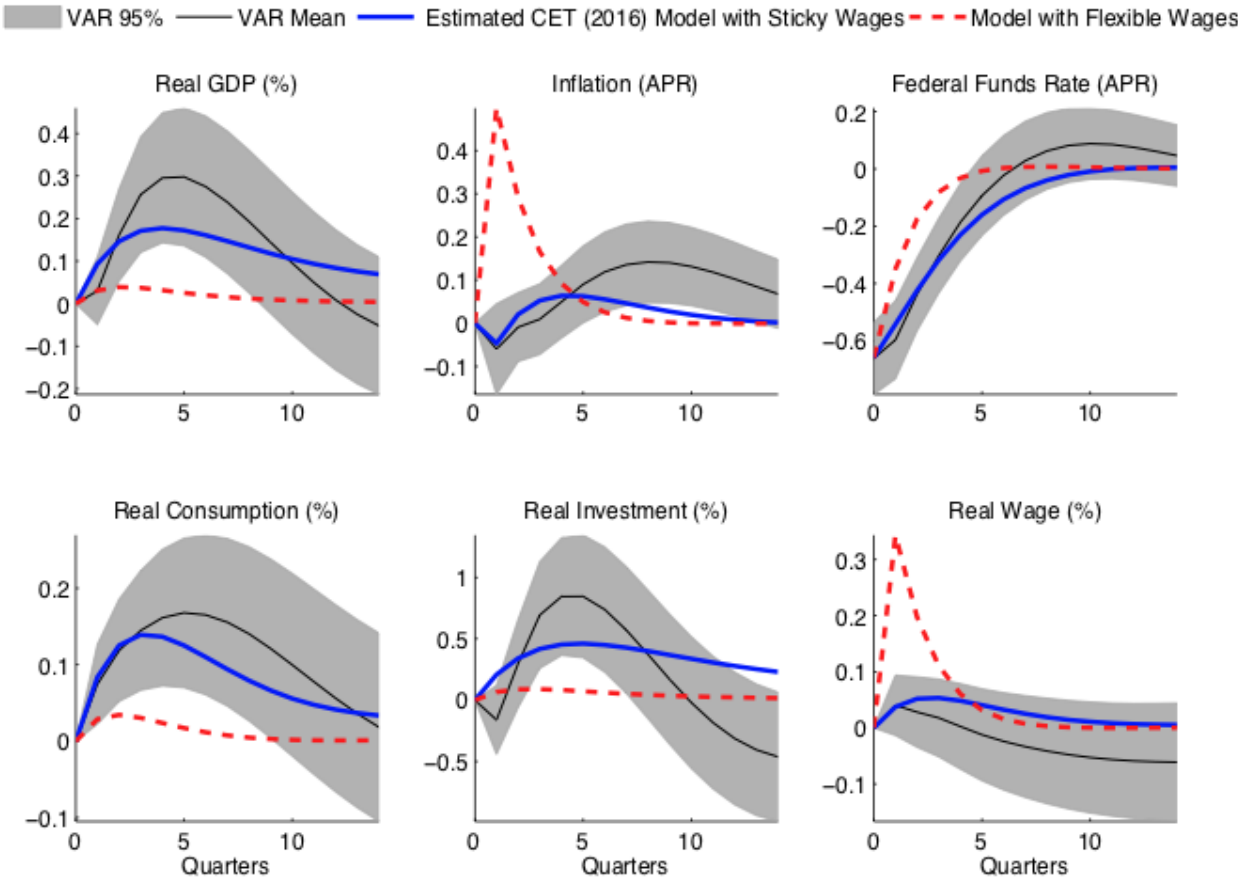 VAR 95% VAR Mean Estimated CET (2016) Model with Sticky Wages Model with Flexible Wages
Real GDP (%) Inflation (APR) Federal Funds Rate (APR)
0.4
0.3
0.2
0.1
0
−0.1
−0.2
0 5 10
0.4
0.3
0.2
0.1
0
−0.1
0 5 10
0.2
0
−0.2
−0.4
−0.6
0 5 10
Real Consumption (%) Real Investment (%) Real Wage (%)
0.2
0.1
0
−0.1
0 5 10
Quarters
1
0.5
0
−0.5
0 5 10
Quarters
0.3
0.2
0.1
0
−0.1
0 5 10
Quarters